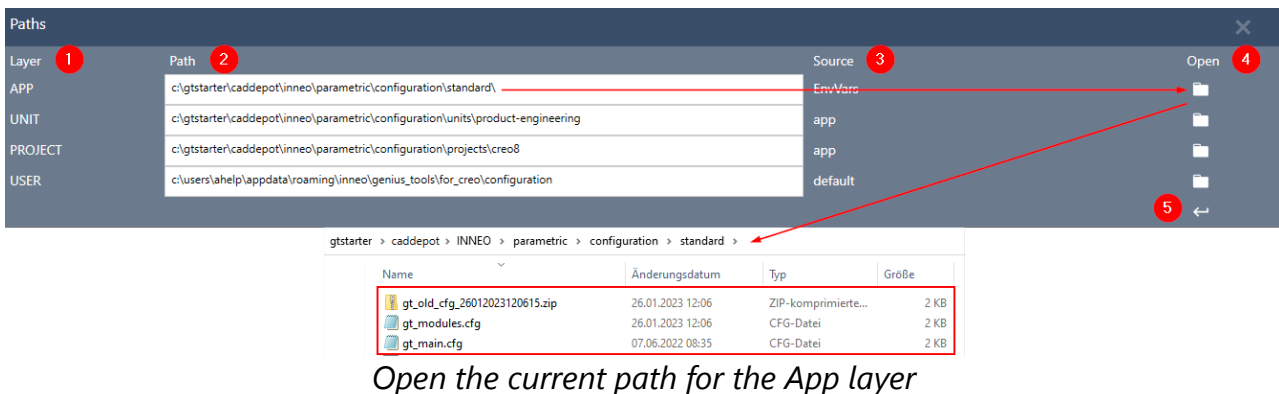 Paths
Layer 1 Path 2 Source 3 Open 4
APP c:\gtstarter\caddepot\inneo\parametric\configuration\standard\ EnvVars
UNIT c:\gtstarter\caddepot\inneo\parametric\configuration\units\product-engineering app
PROJECT c:\gtstarter\caddepot\inneo\parametric\configuration\projects\creo8 app
USER c:\users\ahelp\appdata\roaming\inneo\genius_tools\for_creo\configuration default
5
gtstarter > caddepot > INNEO > parametric > configuration > standard >
Name Änderungsdatum Typ Größe
gt_old_cfg_26012023120615.zip 26.01.2023 12:06 ZIP-komprimierte... 2 KB
gt_modules.cfg 26.01.2023 12:06 CFG-Datei 2 KB
gt_main.cfg 07.06.2022 08:35 CFG-Datei 2 KB
Open the current path for the App layer